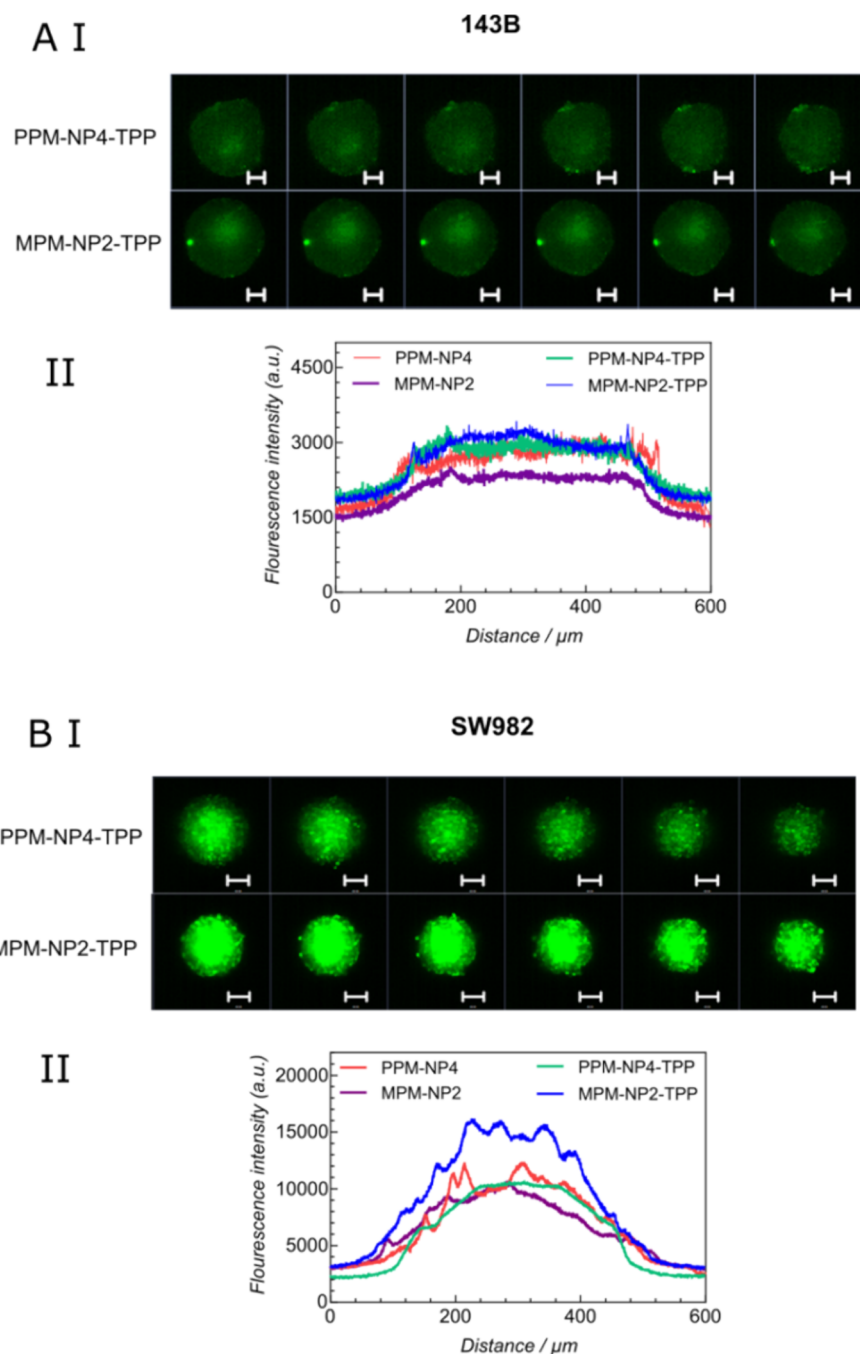 A I
143B
PPM-NP4-TPP
MPM-NP2-TPP
II
Flourescence intensity (a.u.)
4500
3000
1500
0
PPM-NP4
PPM-NP4-TPP
MPM-NP2
MPM-NP2-TPP
0 200 400 600
Distance / µm
B I
SW982
PPM-NP4-TPP
MPM-NP2-TPP
II
Flourescence intensity (a.u.)
20000
15000
10000
5000
0
PPM-NP4
PPM-NP4-TPP
MPM-NP2
MPM-NP2-TPP
0 200 400 600
Distance / µm